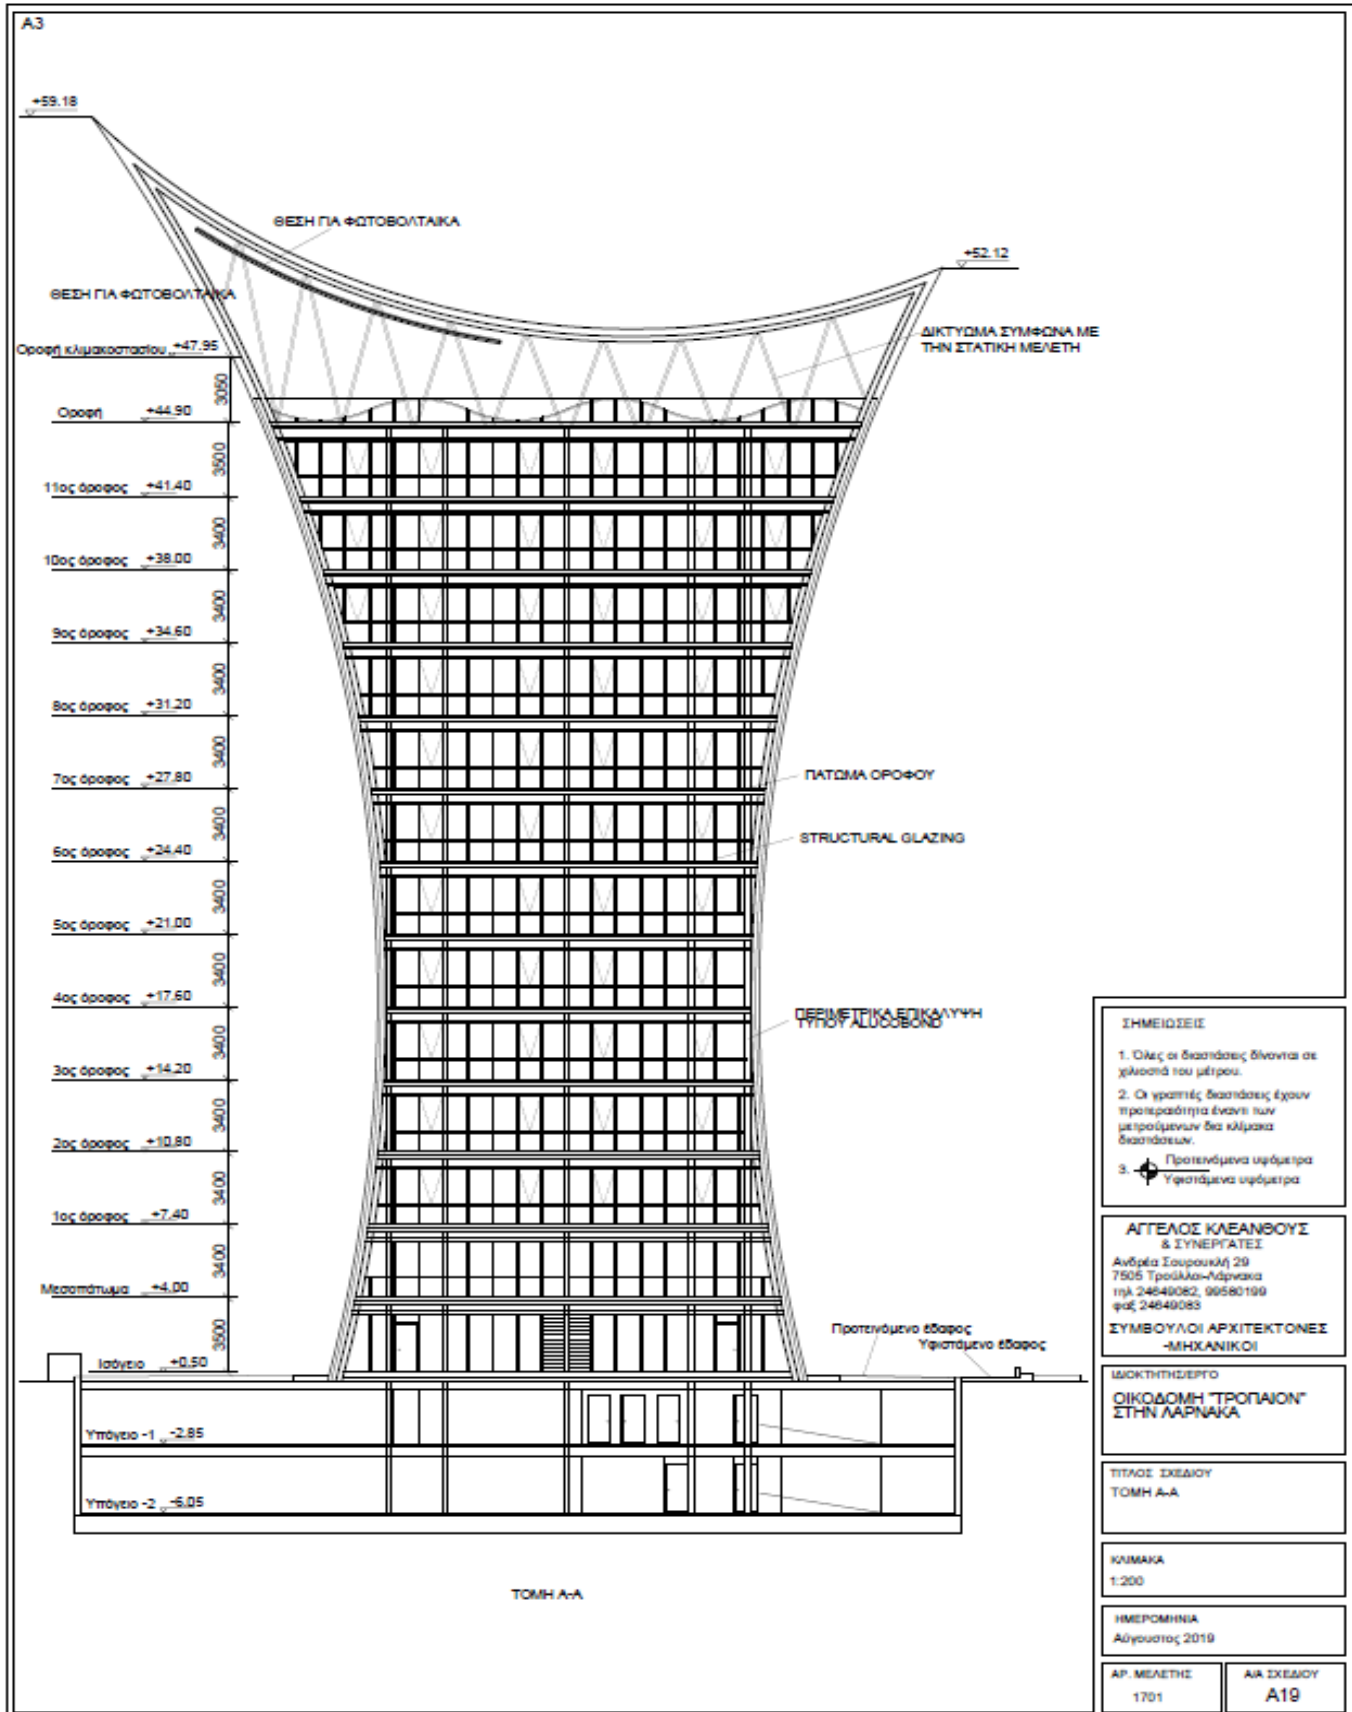 A3
+59.18
ΘΕΣΗ ΓΙΑ ΦΩΤΟΒΟΛΤΑΙΚΑ
+52.12
ΘΕΣΗ ΓΙΑ ΦΩΤΟΒΟΛΤΑΙΚΑ
ΔΙΚΤΥΩΜΑ ΣΥΜΦΩΝΑ ΜΕ
ΤΗΝ ΣΤΑΤΙΚΗ ΜΕΛΕΤΗ
Οροφή κλιμακοστασίου +47.95
3050
Οροφή +44.90
3500
11ος όροφος +41.40
3400
10ος όροφος +38.00
3400
9ος όροφος +34.60
3400
8ος όροφος +31.20
3400
7ος όροφος +27.80
ΠΑΤΩΜΑ ΟΡΟΦΟΥ
3400
STRUCTURAL GLAZING
6ος όροφος +24.40
3400
5ος όροφος +21.00
3400
4ος όροφος +17.60
ΠΕΡΙΜΕΤΡΙΚΑ ΕΠΙΚΑΛΥΨΗ
ΤΥΠΟΥ ALUCOBOND
3400
3ος όροφος +14.20
3400
2ος όροφος +10.80
3400
1ος όροφος +7.40
3400
Μεσοπάτωμα +4.00
3500
Προτεινόμενο έδαφος
Υφιστάμενο έδαφος
Ισόγειο +0.50
Υπόγειο -1 -2.85
Υπόγειο -2 -6.05
ΤΟΜΗ Α-Α
ΣΗΜΕΙΩΣΕΙΣ
1. Όλες οι διαστάσεις δίνονται σε
χιλιοστά του μέτρου.
2. Οι γραπτές διαστάσεις έχουν
προτεραιότητα έναντι των
μετρούμενων δια κλίμακα
διαστάσεων.
3. Προτεινόμενα υψόμετρα
Υφιστάμενα υψόμετρα
ΑΓΓΕΛΟΣ ΚΛΕΑΝΘΟΥΣ
& ΣΥΝΕΡΓΑΤΕΣ
Ανδρέα Σουρουκλή 29
7505 Τρούλλοι-Λάρνακα
τηλ 24649082, 99580199
φαξ 24649083
ΣΥΜΒΟΥΛΟΙ ΑΡΧΙΤΕΚΤΟΝΕΣ
-ΜΗΧΑΝΙΚΟΙ
ΙΔΙΟΚΤΗΤΗΣ/ΕΡΓΟ
ΟΙΚΟΔΟΜΗ "ΤΡΟΠΑΙΟΝ"
ΣΤΗΝ ΛΑΡΝΑΚΑ
ΤΙΤΛΟΣ ΣΧΕΔΙΟΥ
ΤΟΜΗ Α-Α
ΚΛΙΜΑΚΑ
1:200
ΗΜΕΡΟΜΗΝΙΑ
Αύγουστος 2019
ΑΡ. ΜΕΛΕΤΗΣ
1701
Α/Α ΣΧΕΔΙΟΥ
A19